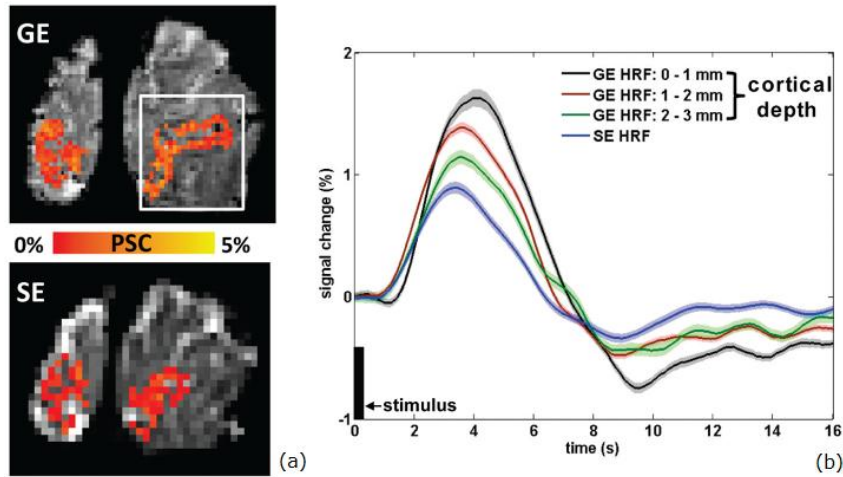 GE
0% PSC 5%
SE
(a)
2
1
0
-1
signal change (%)
GE HRF: 0 - 1 mm
GE HRF: 1 - 2 mm
GE HRF: 2 - 3 mm
SE HRF
cortical
depth
stimulus
0 2 4 6 8 10 12 14 16
time (s)
(b)